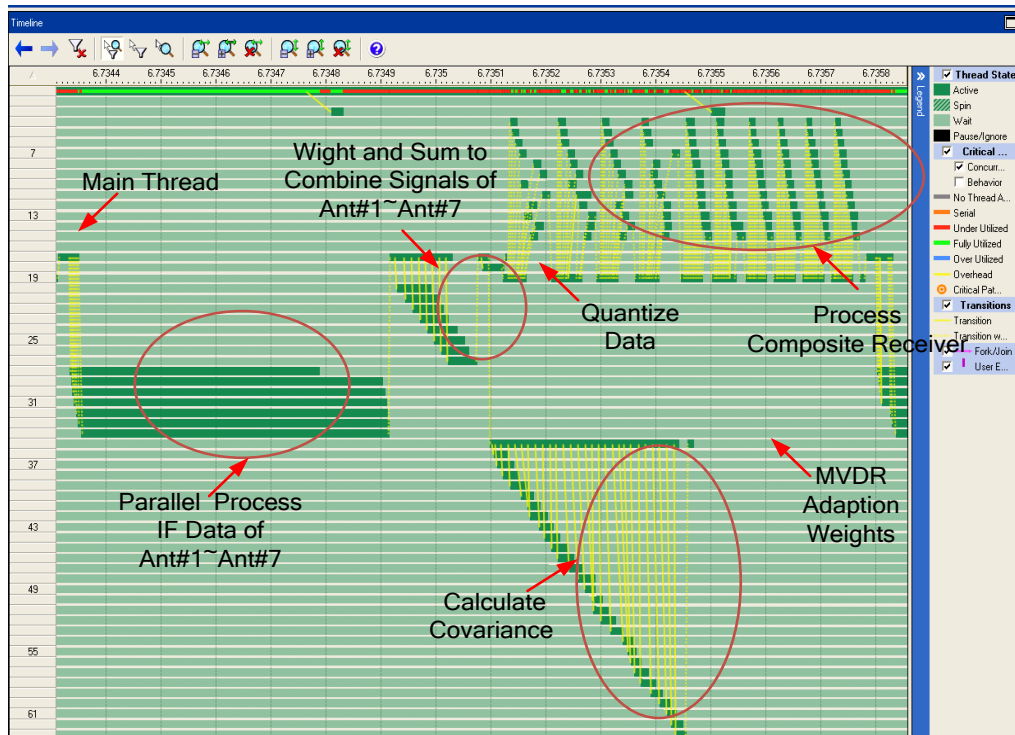 Timeline
6.7344 6.7345 6.7346 6.7347 6.7348 6.7349 6.735 6.7351 6.7352 6.7353 6.7354 6.7355 6.7356 6.7357 6.7358
7
13
19
25
31
37
43
49
55
61
Main Thread
Wight and Sum to
Combine Signals of
Ant#1~Ant#7
Quantize
Data
Process
Composite Receiver
Parallel Process
IF Data of
Ant#1~Ant#7
MVDR
Adaption
Weights
Calculate
Covariance
Legend
Thread State
Active
Spin
Wait
Pause/Ignore
Critical ...
Concurr...
Behavior
No Thread A...
Serial
Under Utilized
Fully Utilized
Over Utilized
Overhead
Critical Pat...
Transitions
Transition
Transition w...
Fork/Join
User E...